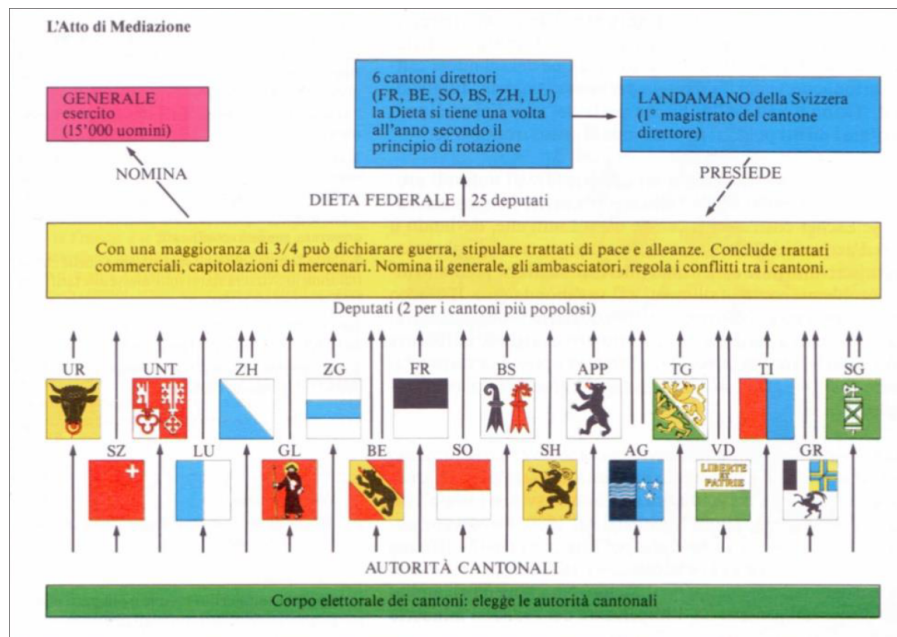 L'Atto di Mediazione
GENERALE
esercito
(15'000 uomini)
6 cantoni direttori
(FR, BE, SO, BS, ZH, LU)
la Dieta si tiene una volta
all'anno secondo il
principio di rotazione
LANDAMANO della Svizzera
(1° magistrato del cantone
direttore)
NOMINA
PRESIEDE
DIETA FEDERALE 25 deputati
Con una maggioranza di 3/4 può dichiarare guerra, stipulare trattati di pace e alleanze. Conclude trattati
commerciali, capitolazioni di mercenari. Nomina il generale, gli ambasciatori, regola i conflitti tra i cantoni.
Deputati (2 per i cantoni più popolosi)
UR UNT ZH ZG FR BS APP TG TI SG
SZ LU GL BE SO SH AG VD GR
LIBERTE
ET
PATRIE
AUTORITÀ CANTONALI
Corpo elettorale dei cantoni: elegge le autorità cantonali